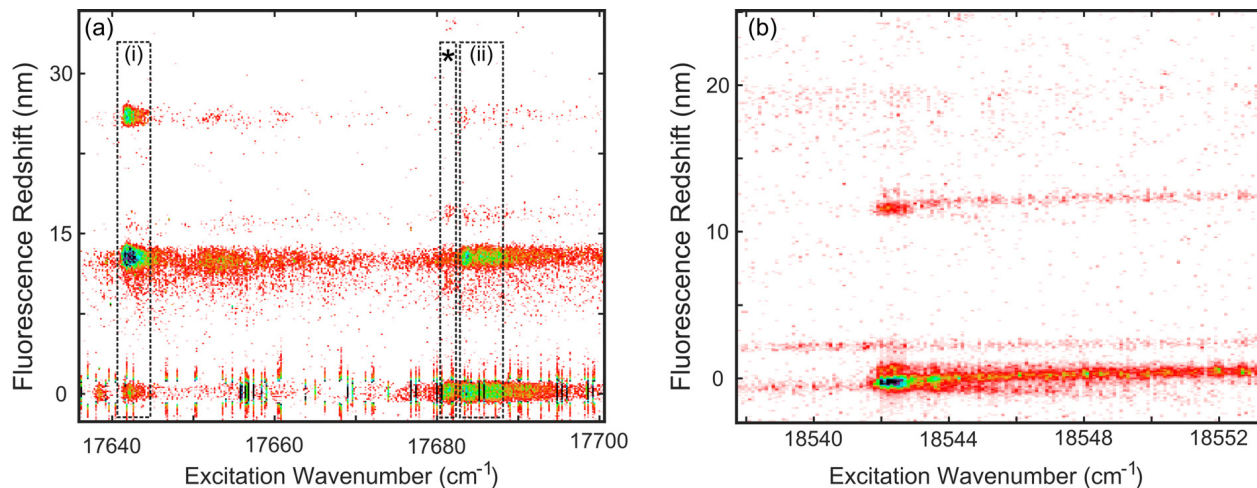 (a)
(i)
*
(ii)
30
15
0
Fluorescence Redshift (nm)
17640
17660
17680
17700
Excitation Wavenumber (cm-1)
(b)
20
10
0
Fluorescence Redshift (nm)
18540
18544
18548
18552
Excitation Wavenumber (cm-1)